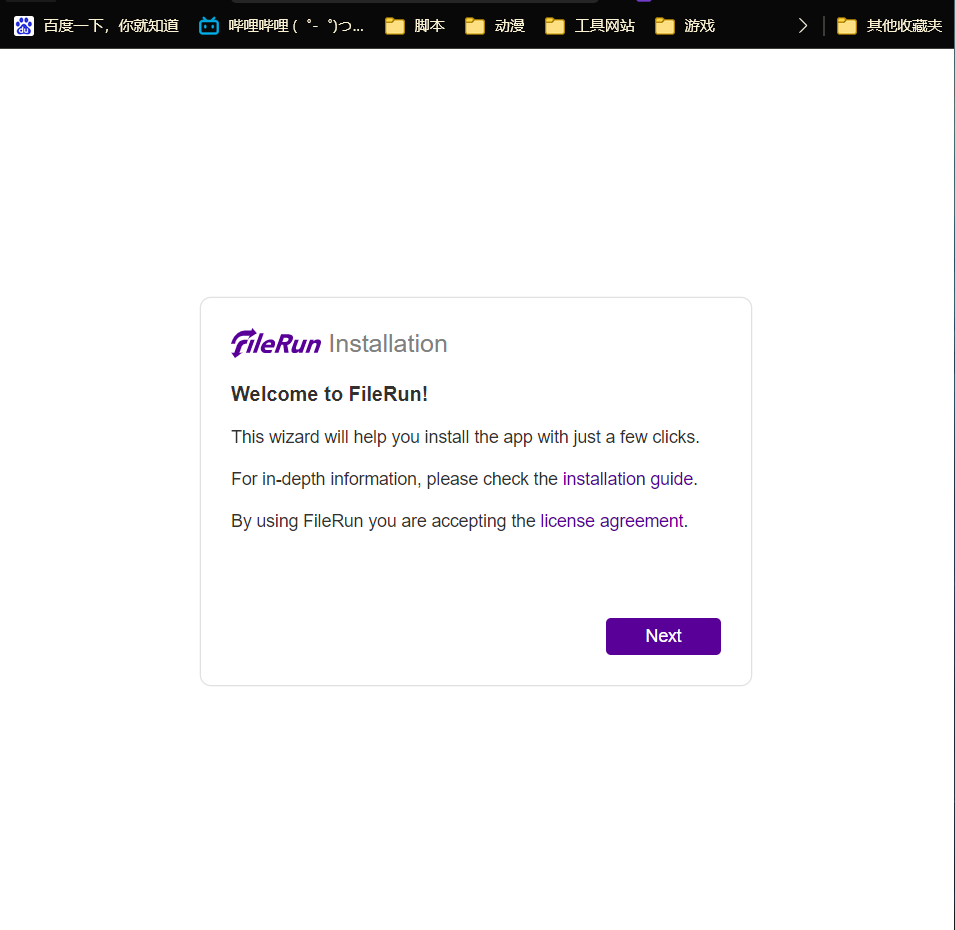 百度一下，你就知道 哔哩哔哩 ( ゜- ゜)つ... 脚本 动漫 工具网站 游戏 其他收藏夹
FileRun Installation
Welcome to FileRun!
This wizard will help you install the app with just a few clicks.
For in-depth information, please check the installation guide.
By using FileRun you are accepting the license agreement.
Next